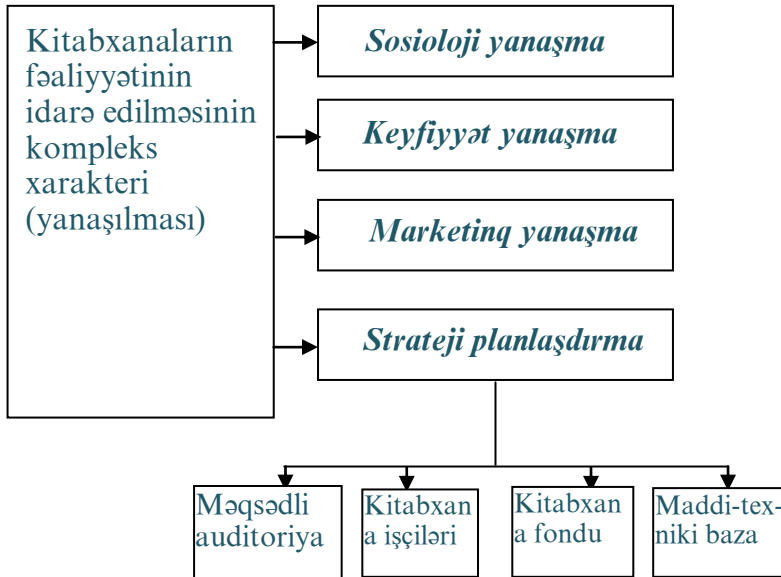 Kitabxanaların
fəaliyyətinin
idarə edilməsinin
kompleks
xarakteri
(yanaşılması)
Sosioloji yanaşma
Keyfiyyət yanaşma
Marketinq yanaşma
Strateji planlaşdırma
Məqsədli
auditoriya
Kitabxan
a işçiləri
Kitabxan
a fondu
Maddi-tex-
niki baza